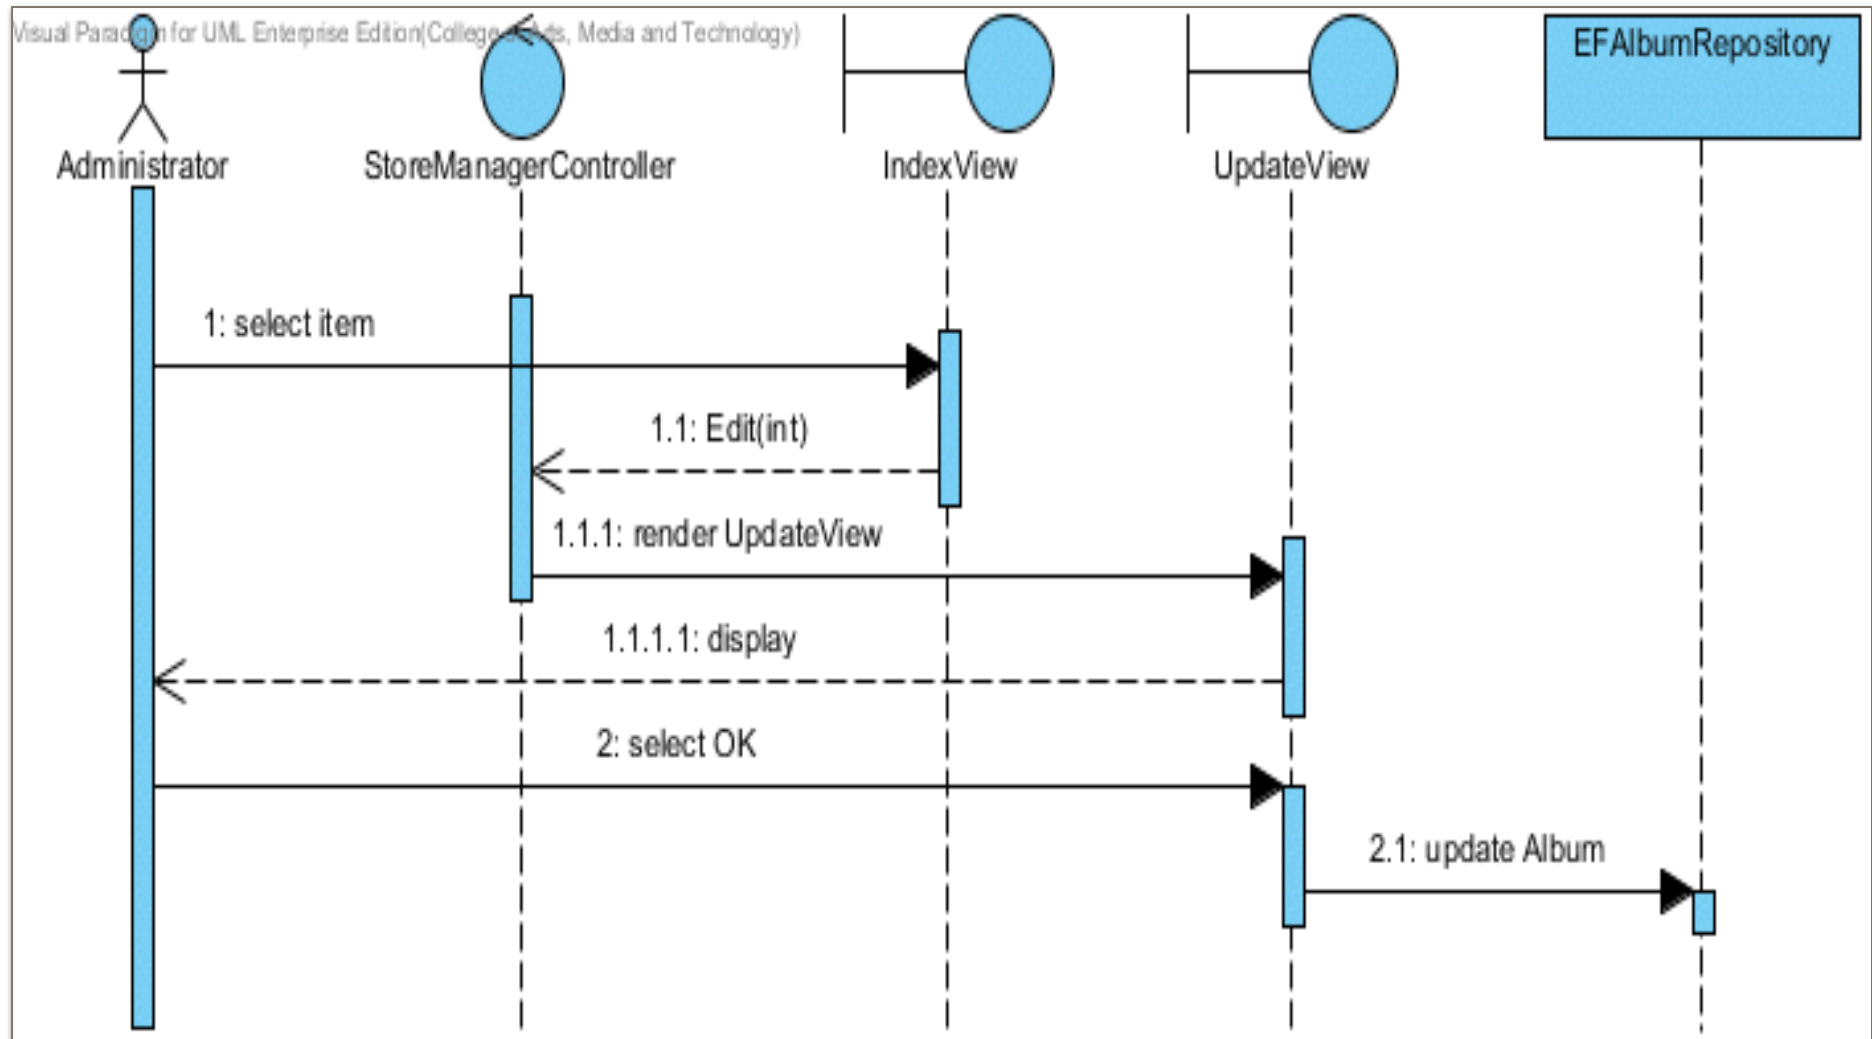 Visual Paradigm for UML Enterprise Edition(College of Arts, Media and Technology)
EFAlbumRepository
Administrator
StoreManagerController
IndexView
UpdateView
1: select item
1.1: Edit(int)
1.1.1: render UpdateView
1.1.1.1: display
2: select OK
2.1: update Album